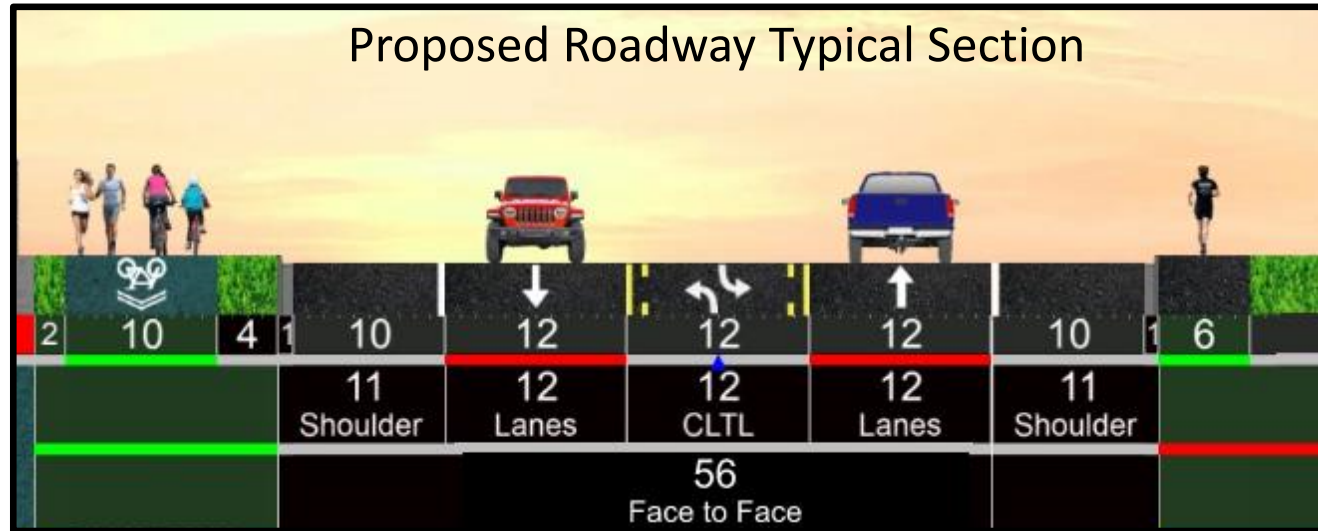 Proposed Roadway Typical Section
2 10 4 1 10 12 12 12 10 1 6
11 12 12 12 11
Shoulder Lanes CLTL Lanes Shoulder
56
Face to Face